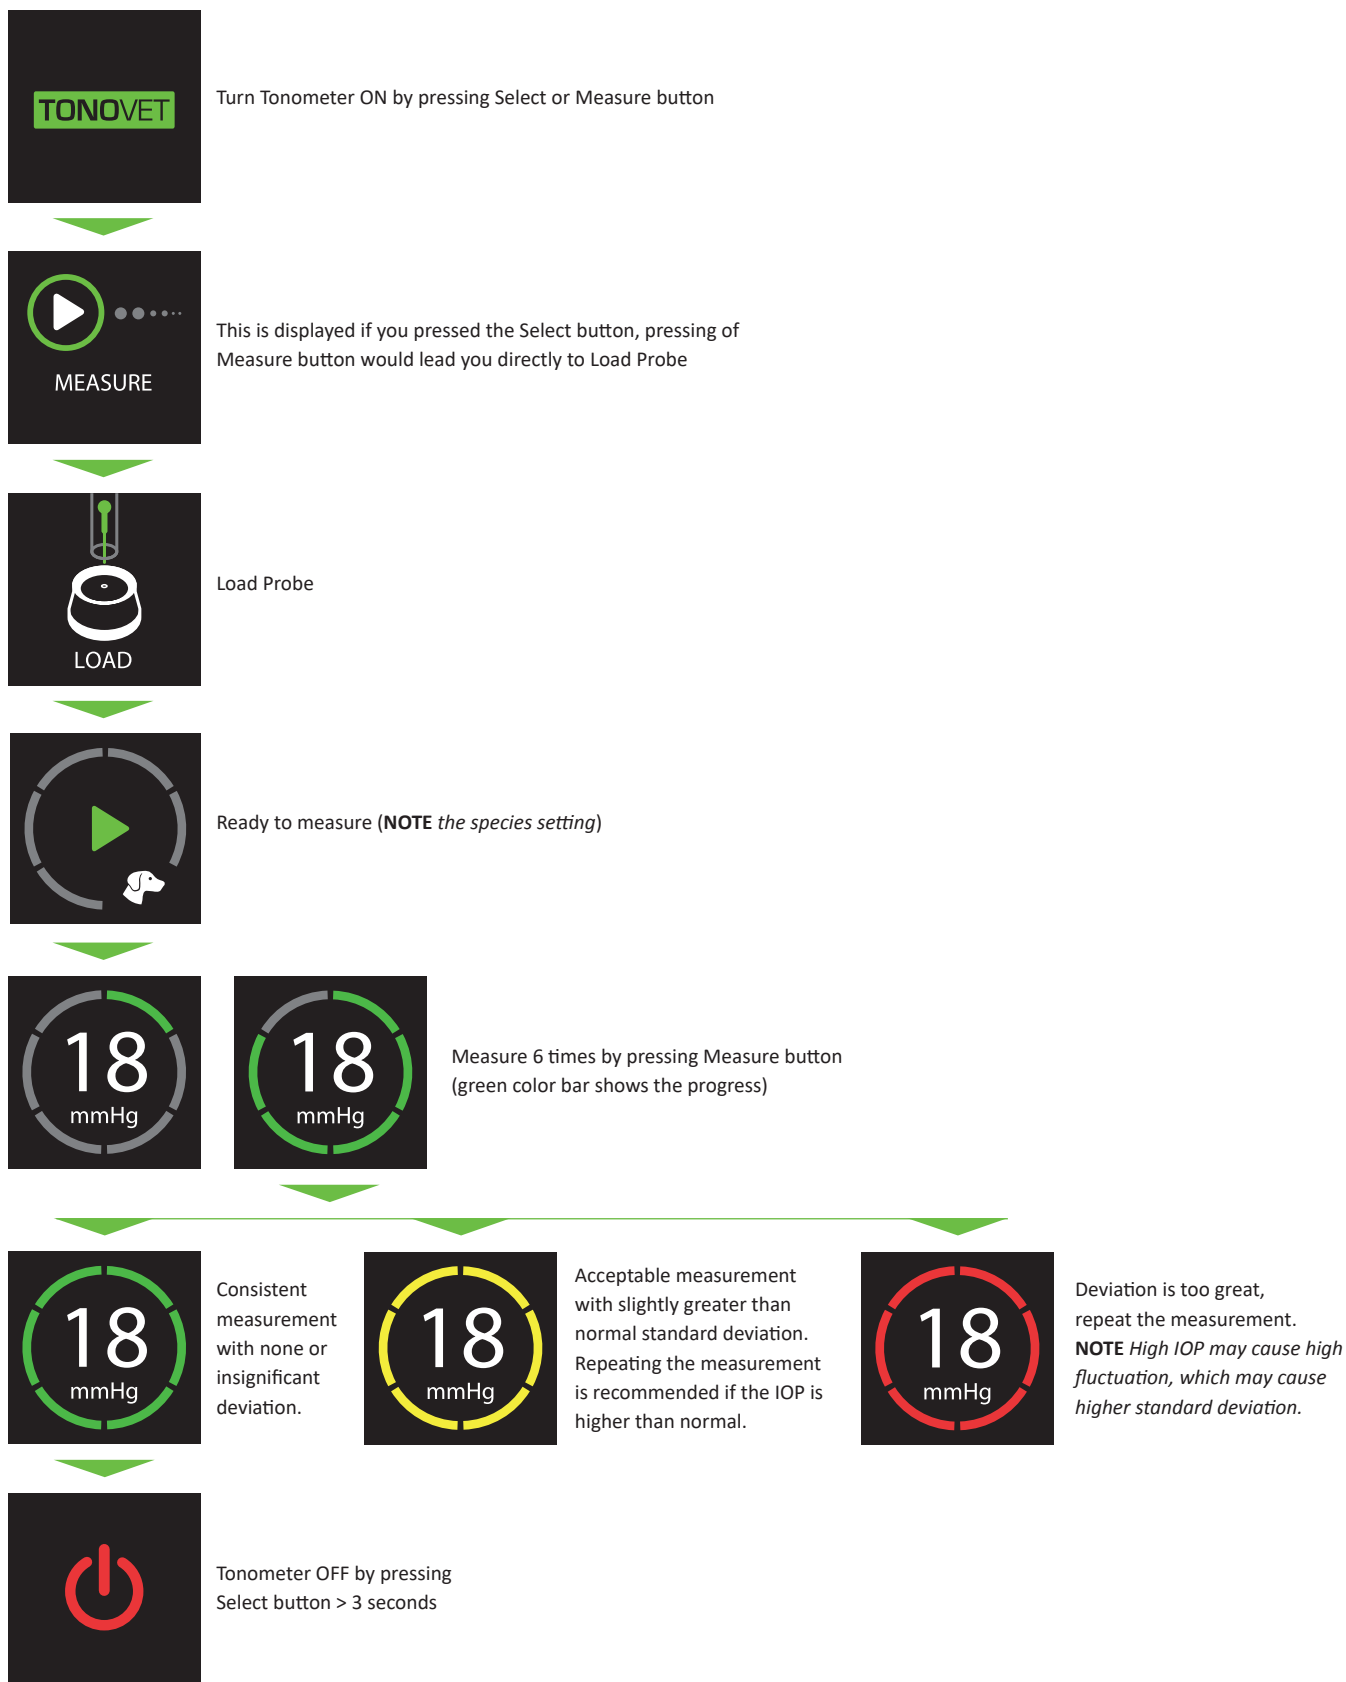 TONOVET
Turn Tonometer ON by pressing Select or Measure button
MEASURE
This is displayed if you pressed the Select button, pressing of
Measure button would lead you directly to Load Probe
LOAD
Load Probe
Ready to measure (NOTE the species setting)
18
mmHg
18
mmHg
Measure 6 times by pressing Measure button
(green color bar shows the progress)
18
mmHg
Consistent
measurement
with none or
insignificant
deviation.
18
mmHg
Acceptable measurement
with slightly greater than
normal standard deviation.
Repeating the measurement
is recommended if the IOP is
higher than normal.
18
mmHg
Deviation is too great,
repeat the measurement.
NOTE High IOP may cause high
fluctuation, which may cause
higher standard deviation.
Tonometer OFF by pressing
Select button > 3 seconds